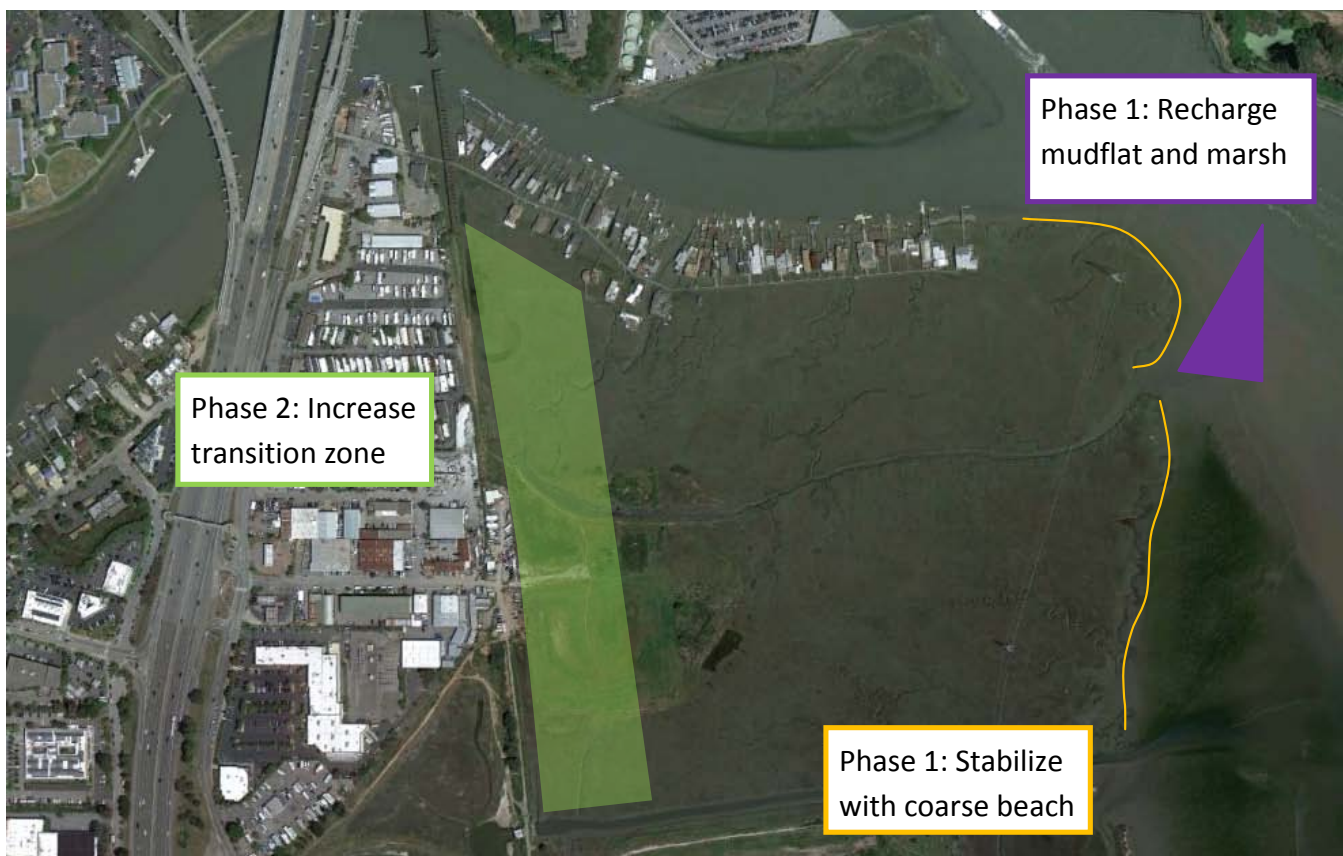 Phase 1: Recharge
mudflat and marsh
Phase 2: Increase
transition zone
Phase 1: Stabilize
with coarse beach